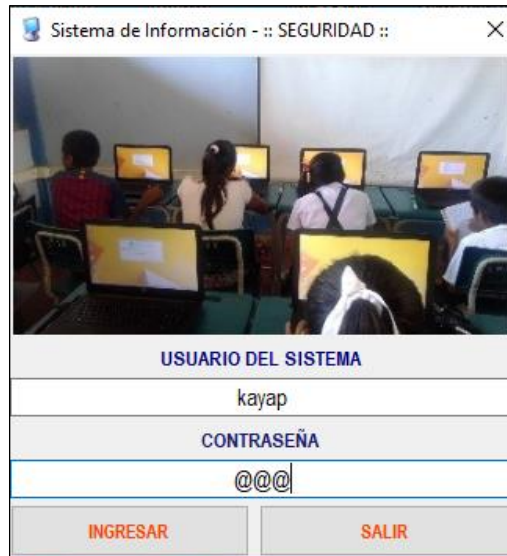 Sistema de Información - :: SEGURIDAD ::
USUARIO DEL SISTEMA
kayap
CONTRASEÑA
@@@
INGRESAR SALIR